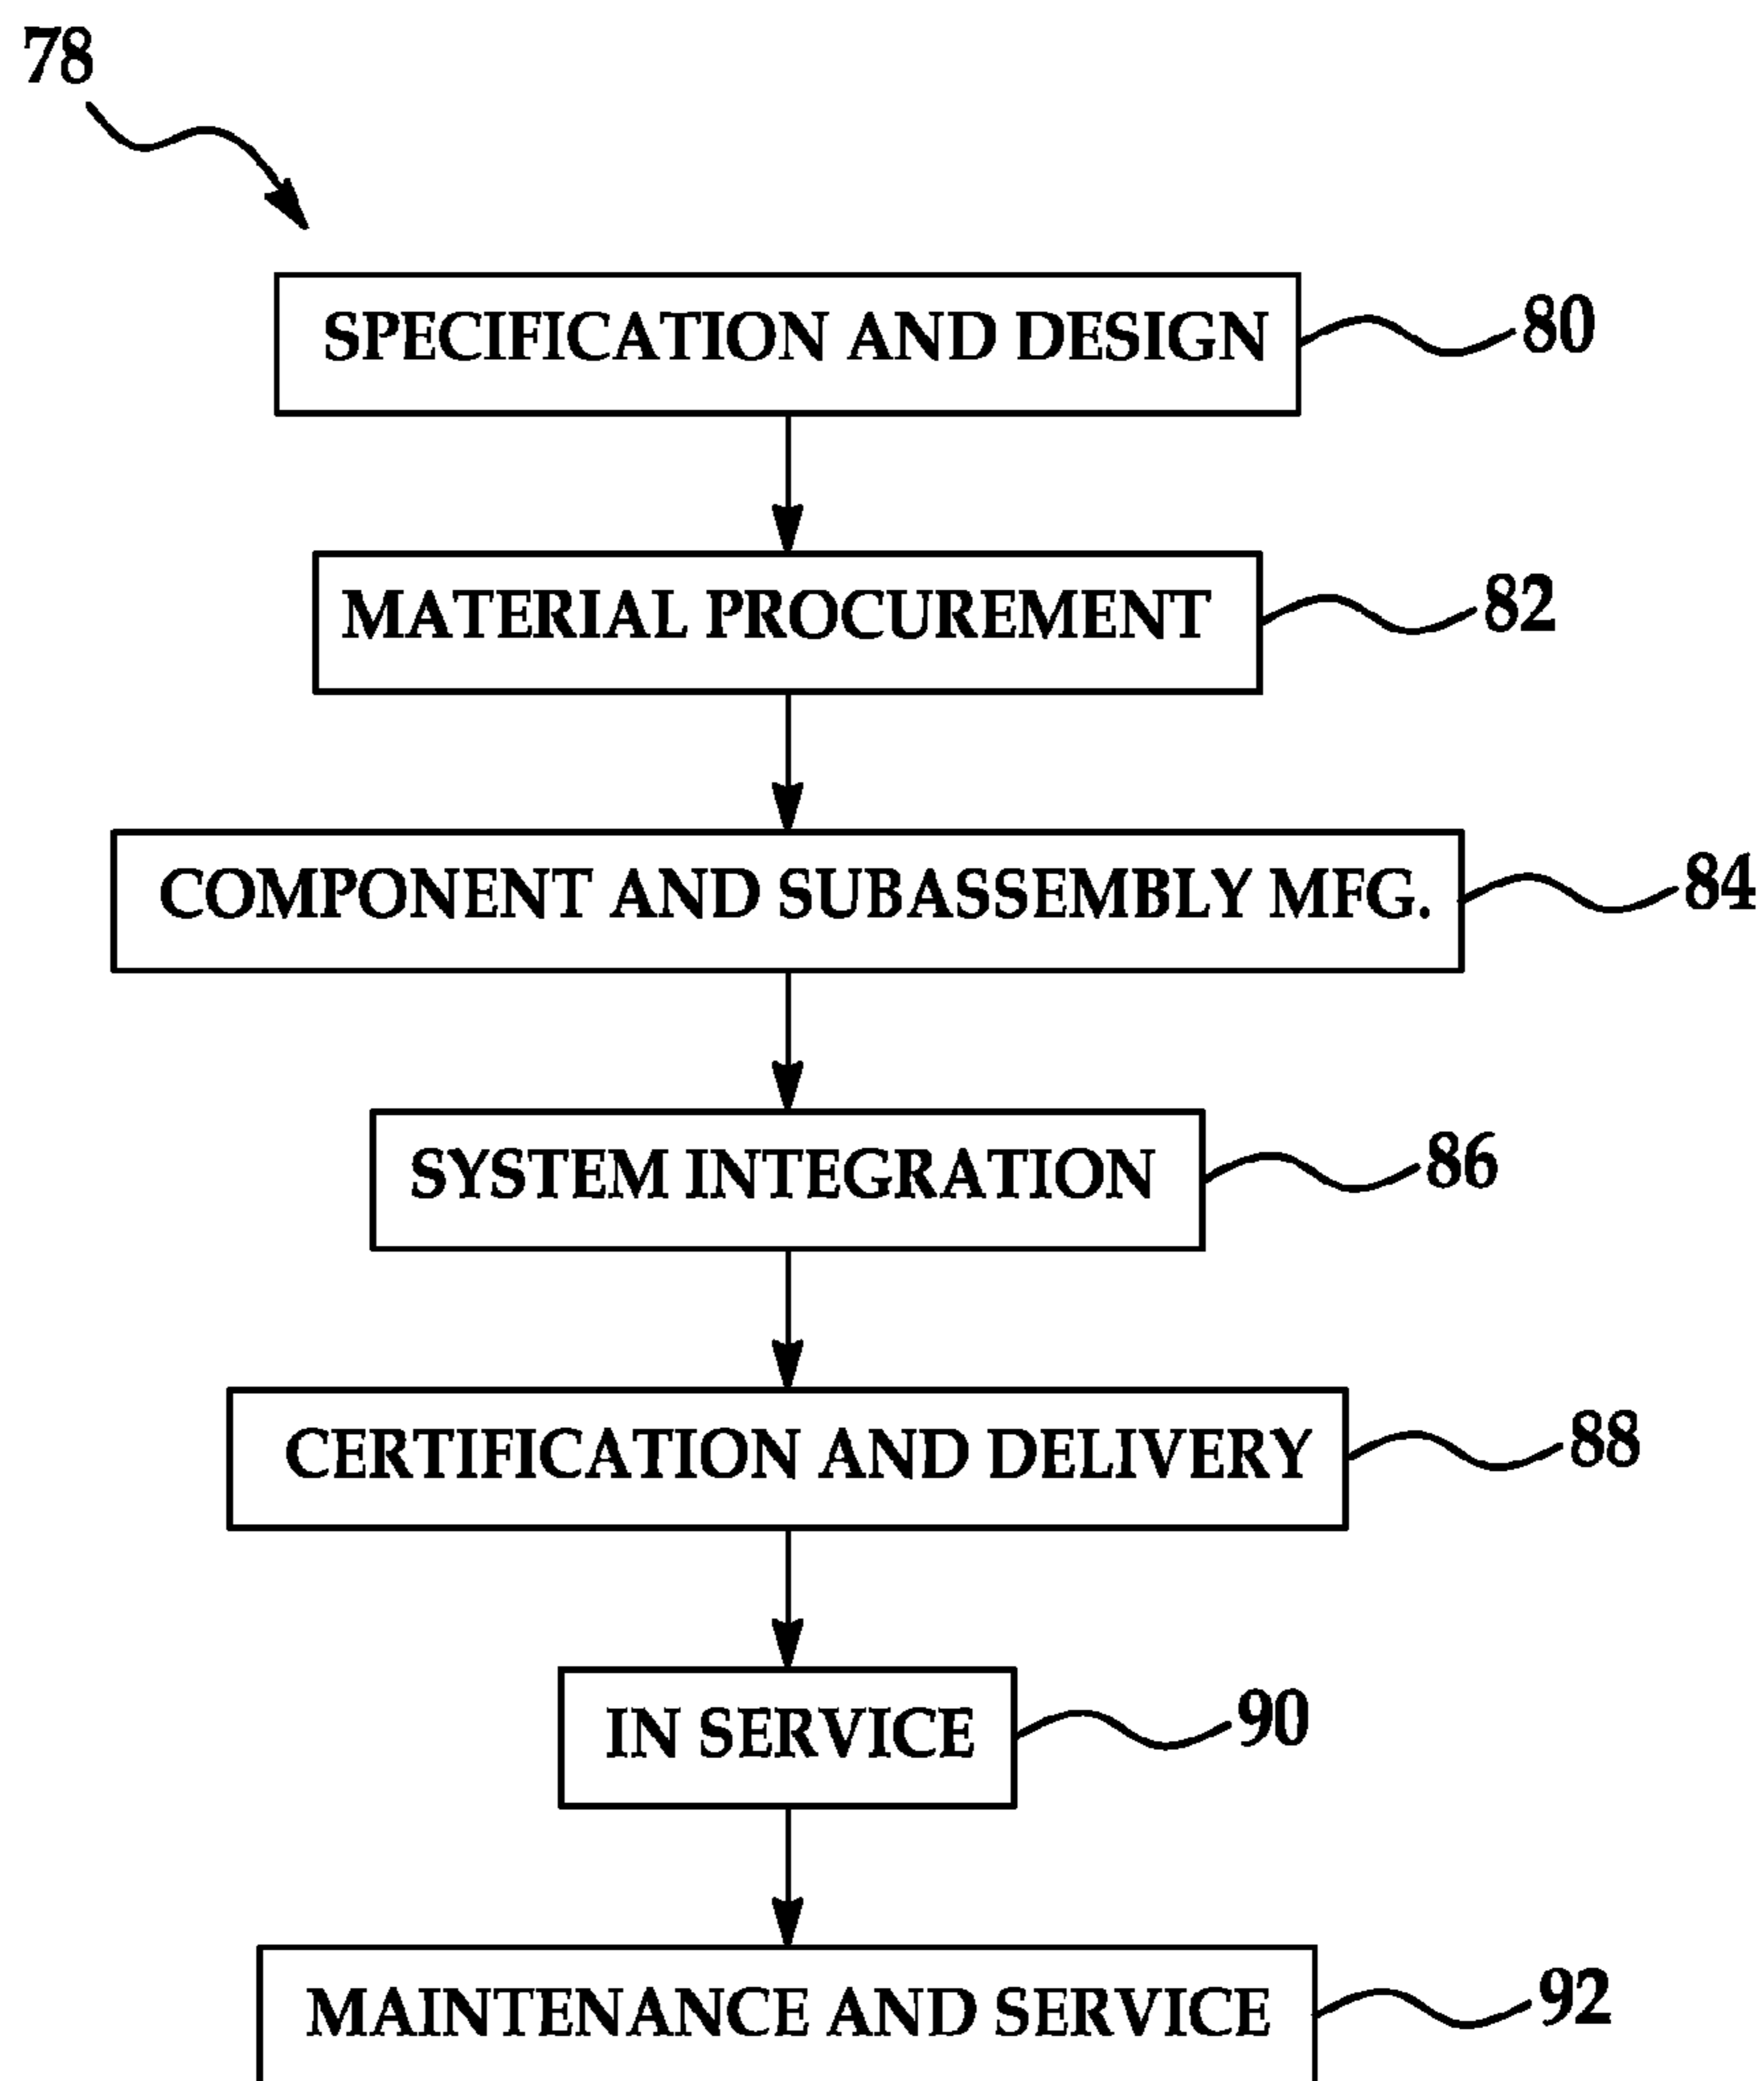 78
SPECIFICATION AND DESIGN 80
MATERIAL PROCUREMENT 82
COMPONENT AND SUBASSEMBLY MFG. 84
SYSTEM INTEGRATION 86
CERTIFICATION AND DELIVERY 88
IN SERVICE 90
MAINTENANCE AND SERVICE 92